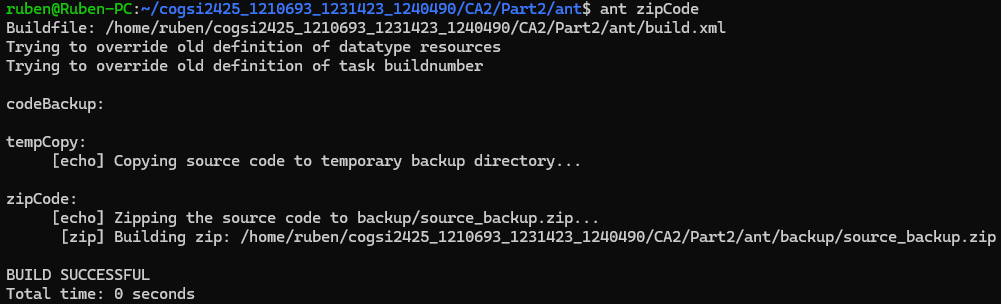 ruben@Ruben-PC:~/cogsi2425_1210693_1231423_1240490/CA2/Part2/ant$ ant zipCode
Buildfile: /home/ruben/cogsi2425_1210693_1231423_1240490/CA2/Part2/ant/build.xml
Trying to override old definition of datatype resources
Trying to override old definition of task buildnumber

codeBackup:

tempCopy:
     [echo] Copying source code to temporary backup directory...

zipCode:
     [echo] Zipping the source code to backup/source_backup.zip...
      [zip] Building zip: /home/ruben/cogsi2425_1210693_1231423_1240490/CA2/Part2/ant/backup/source_backup.zip

BUILD SUCCESSFUL
Total time: 0 seconds